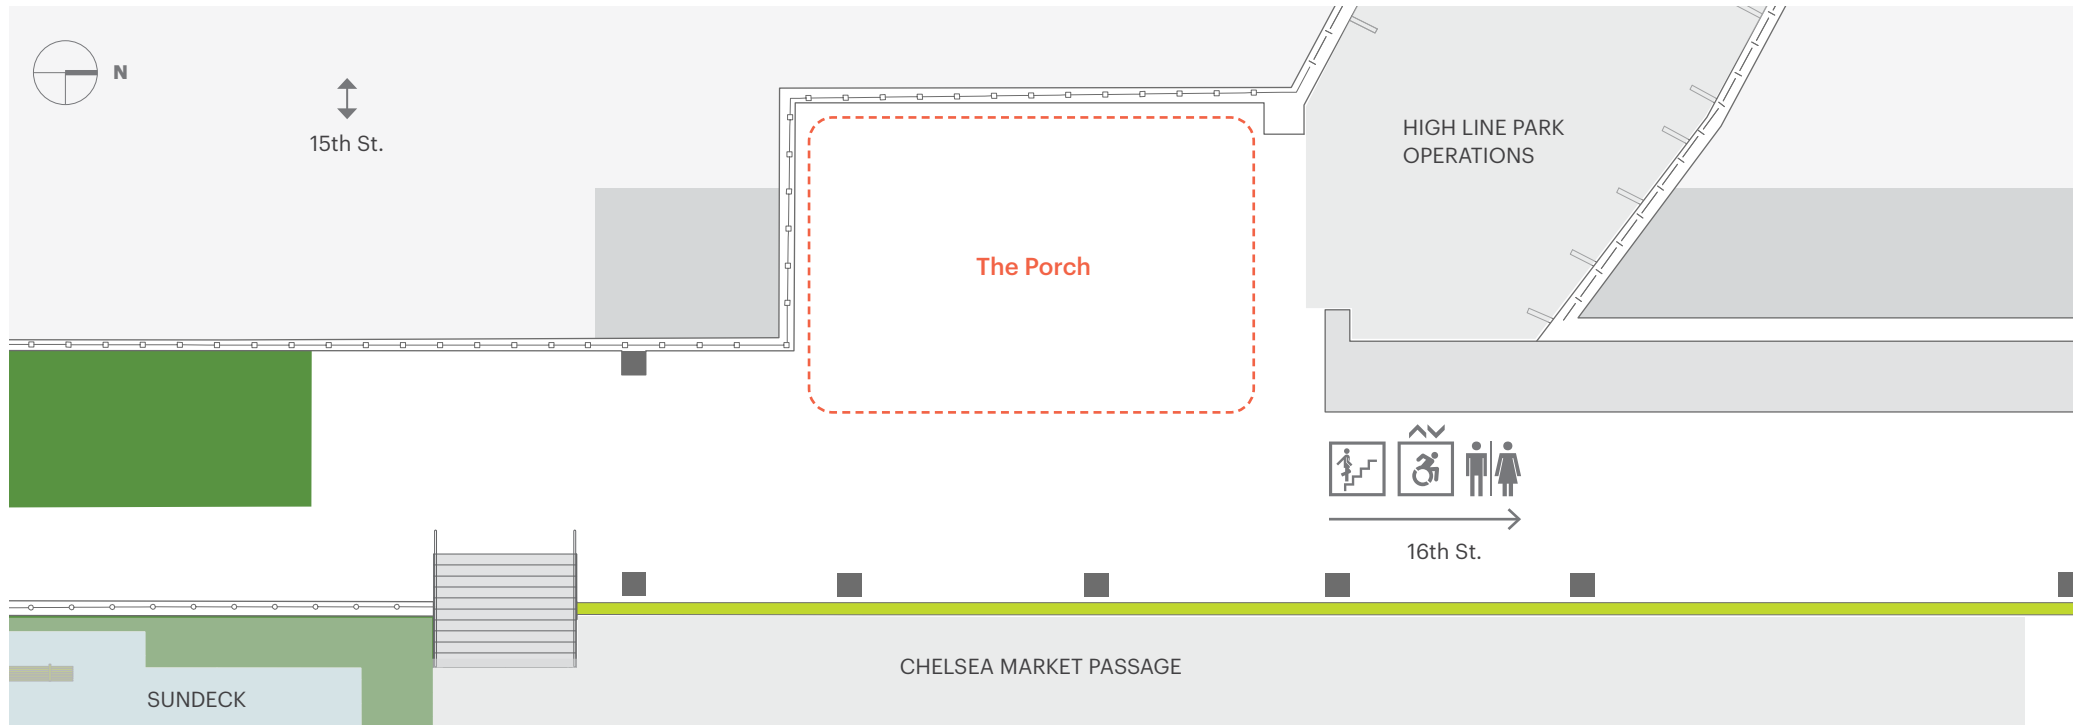 N
15th St.
HIGH LINE PARK
OPERATIONS
The Porch
16th St.
CHELSEA MARKET PASSAGE
SUNDECK